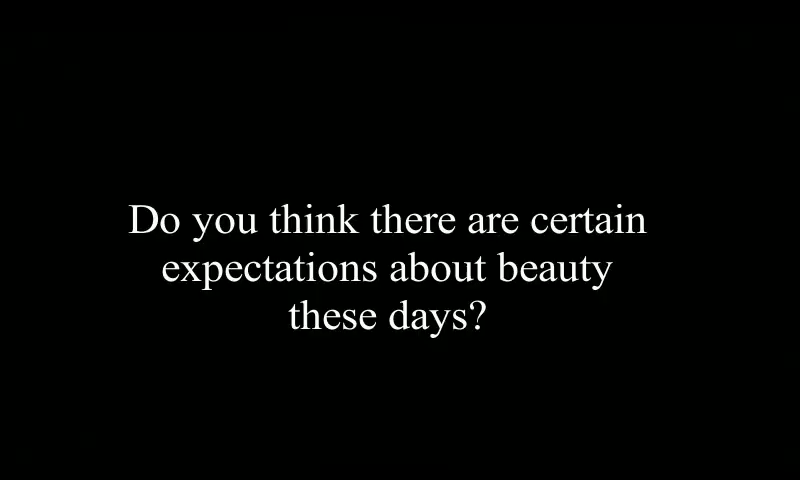 Do you think there are certain
expectations about beauty
these days?